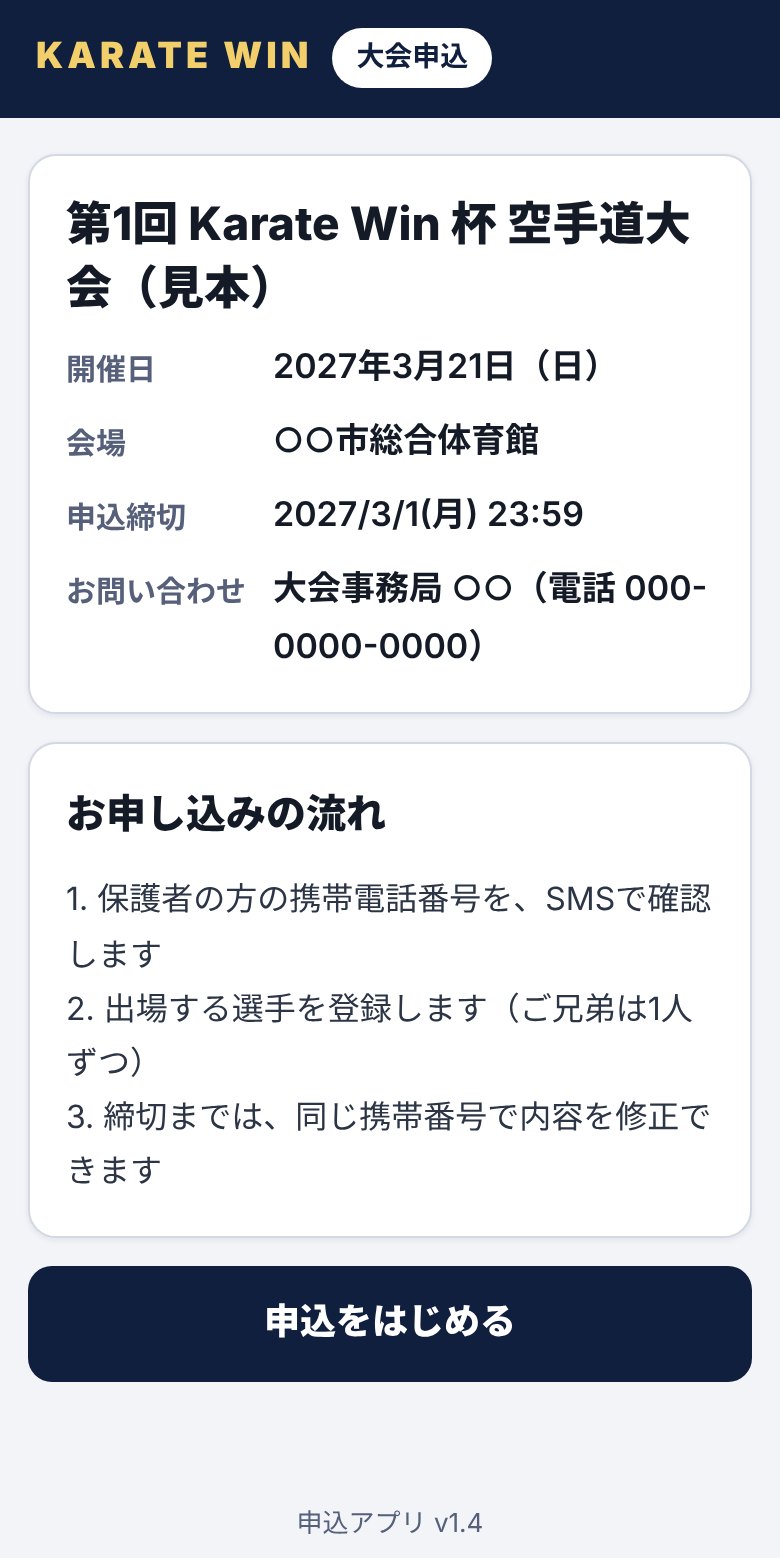 KARATE WIN 大会申込
第1回 Karate Win 杯 空手道大
会（見本）
開催日 2027年3月21日（日）
会場 〇〇市総合体育館
申込締切 2027/3/1(月) 23:59
お問い合わせ 大会事務局 〇〇（電話 000-
0000-0000）
お申し込みの流れ
1. 保護者の方の携帯電話番号を、SMSで確認
します
2. 出場する選手を登録します（ご兄弟は1人
ずつ）
3. 締切までは、同じ携帯番号で内容を修正で
きます
申込をはじめる
申込アプリ v1.4